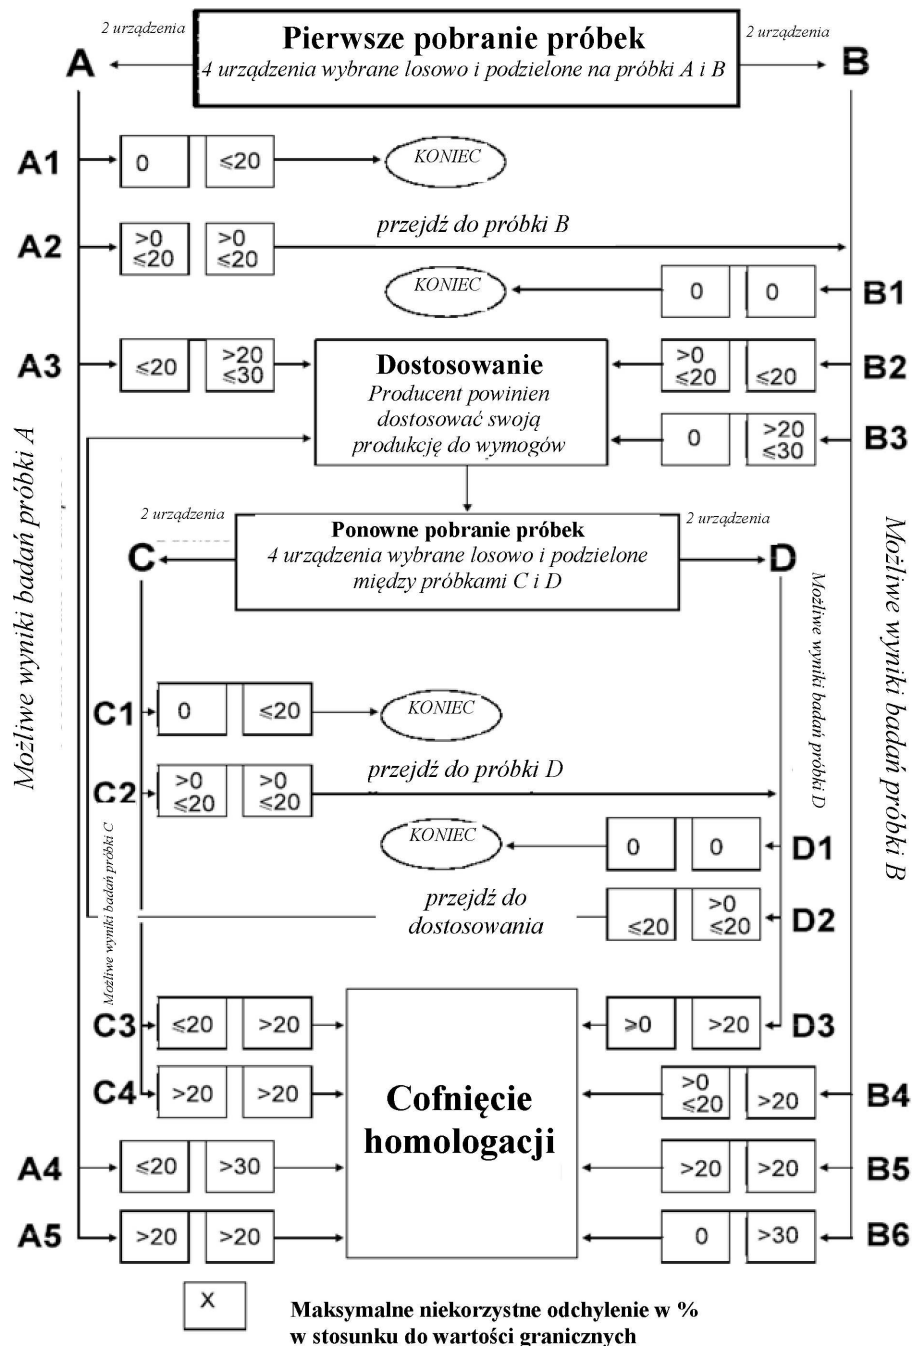 2 urządzenia
Pierwsze pobranie próbek
2 urządzenia
A
4 urządzenia wybrane losowo i podzielone na próbki A i B
B
A1
0
≤20
KONIEC
A2
>0
≤20
>0
≤20
przejdź do próbki B
KONIEC
0
0
B1
A3
≤20
>20
≤30
Dostosowanie
Producent powinien
dostosować swoją
produkcję do wymogów
>0
≤20
≤20
B2
0
>20
≤30
B3
Możliwe wyniki badań próbki A
2 urządzenia
Ponowne pobranie próbek
2 urządzenia
C
4 urządzenia wybrane losowo i podzielone
między próbkami C i D
D
Możliwe wyniki badań próbki D
Możliwe wyniki badań próbki B
C1
0
≤20
KONIEC
C2
>0
≤20
>0
≤20
przejdź do próbki D
KONIEC
0
0
D1
Możliwe wyniki badań próbki C
przejdź do
dostosowania
≤20
>0
≤20
D2
C3
≤20
>20
≥0
>20
D3
C4
>20
>20
Cofnięcie
homologacji
>0
≤20
>20
B4
A4
≤20
>30
>20
>20
B5
A5
>20
>20
0
>30
B6
X
Maksymalne niekorzystne odchylenie w %
w stosunku do wartości granicznych